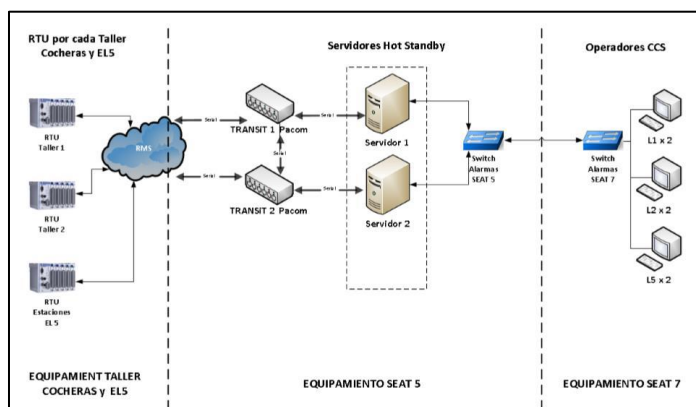 RTU por cada Taller
Cocheras y EL5
Servidores Hot Standby
Operadores CCS
RTU
Taller 1
RMS
Serial
TRANSIT 1 Pacom
Serial
Servidor 1
Serial
Switch
Alarmas
SEAT 5
Switch
Alarmas
SEAT 7
L1 x 2
RTU
Taller 2
Serial
TRANSIT 2 Pacom
Serial
Servidor 2
L2 x 2
RTU
Estaciones
EL 5
L5 x 2
EQUIPAMIENT TALLER
COCHERAS y EL5
EQUIPAMIENTO SEAT 5
EQUIPAMIENTO SEAT 7